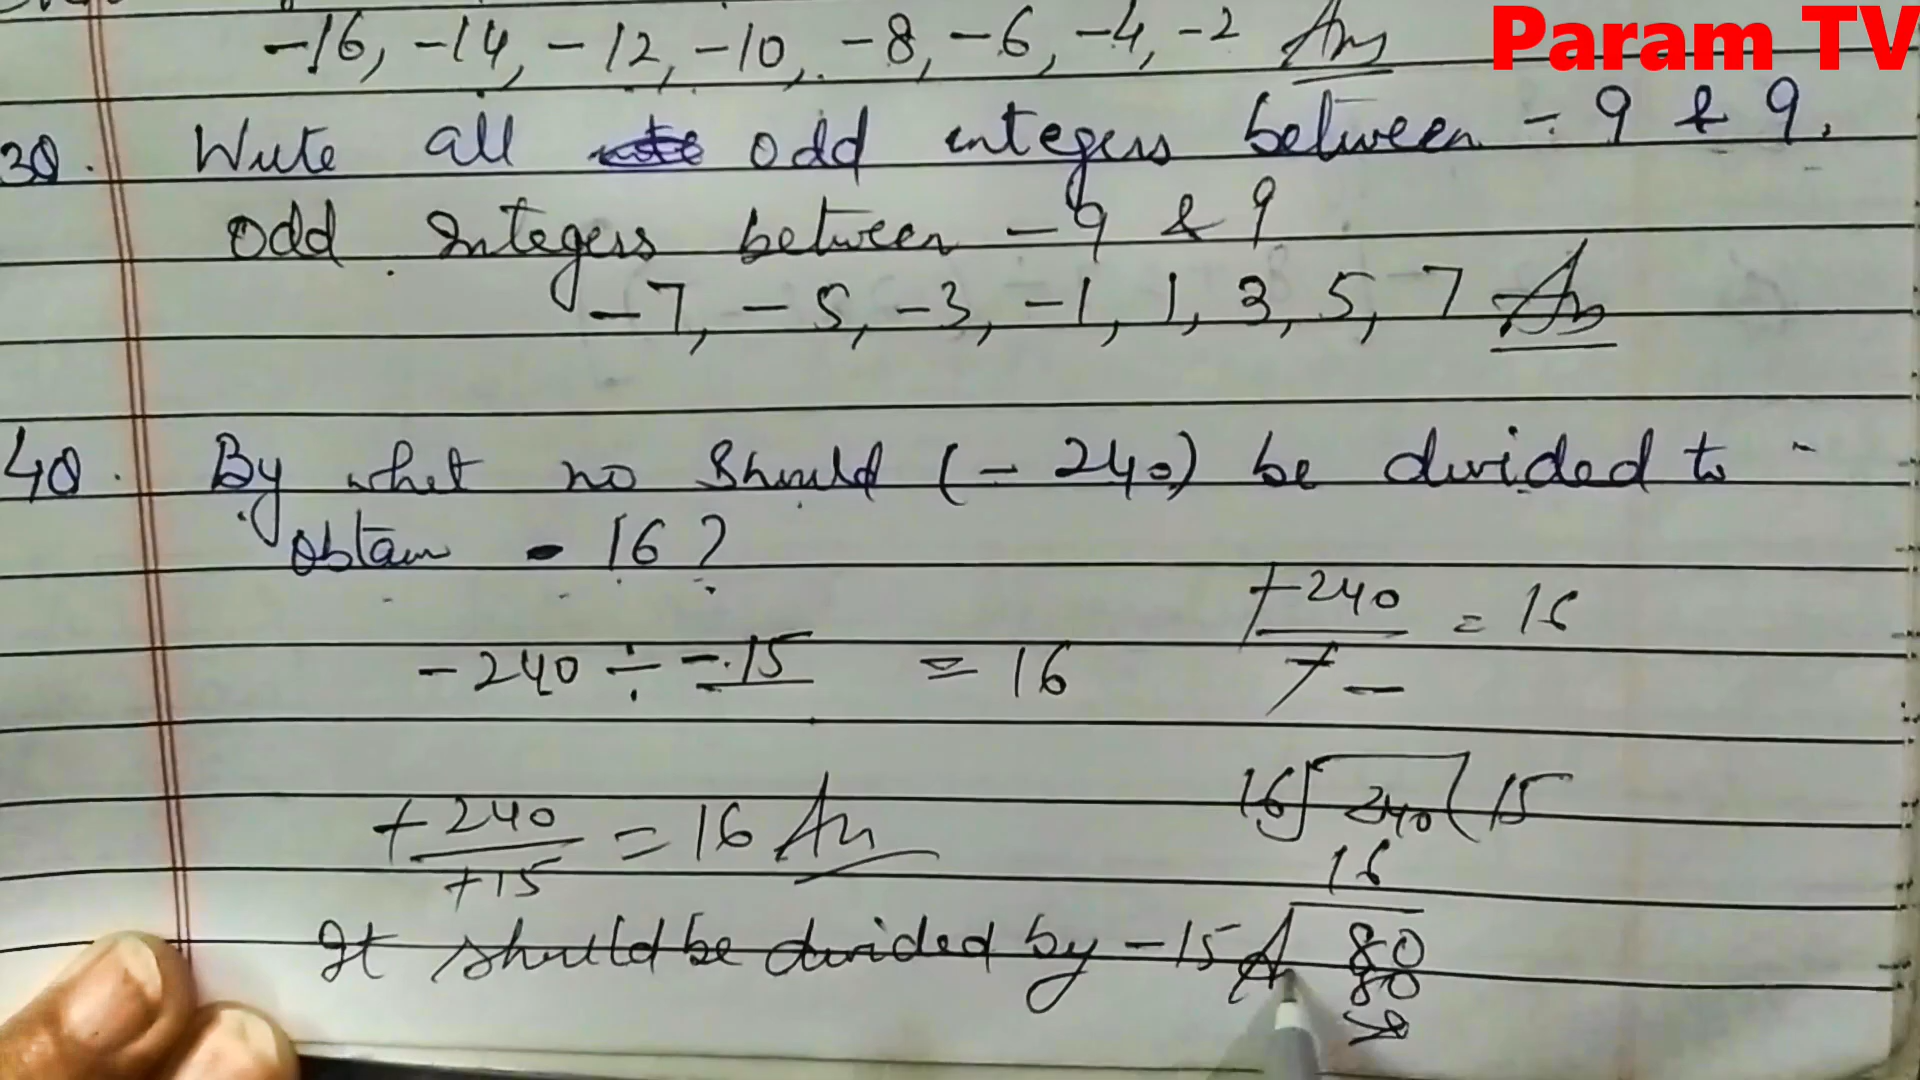 -16, -14, -12, -10, -8, -6, -4, -2 Ans
Param TV
3Q. Write all odd integers between - 9 & 9.
Odd Integers between - 9 & 9
-7, -5, -3, -1, 1, 3, 5, 7 Ans
4Q. By what no should (-240) be divided to
obtain - 16 ?
-240 = 16
-240 ÷ -15 = 16
-
16 240 15
-240 = 16 Ans
-15
16
It should be divided by -15 A 80
80